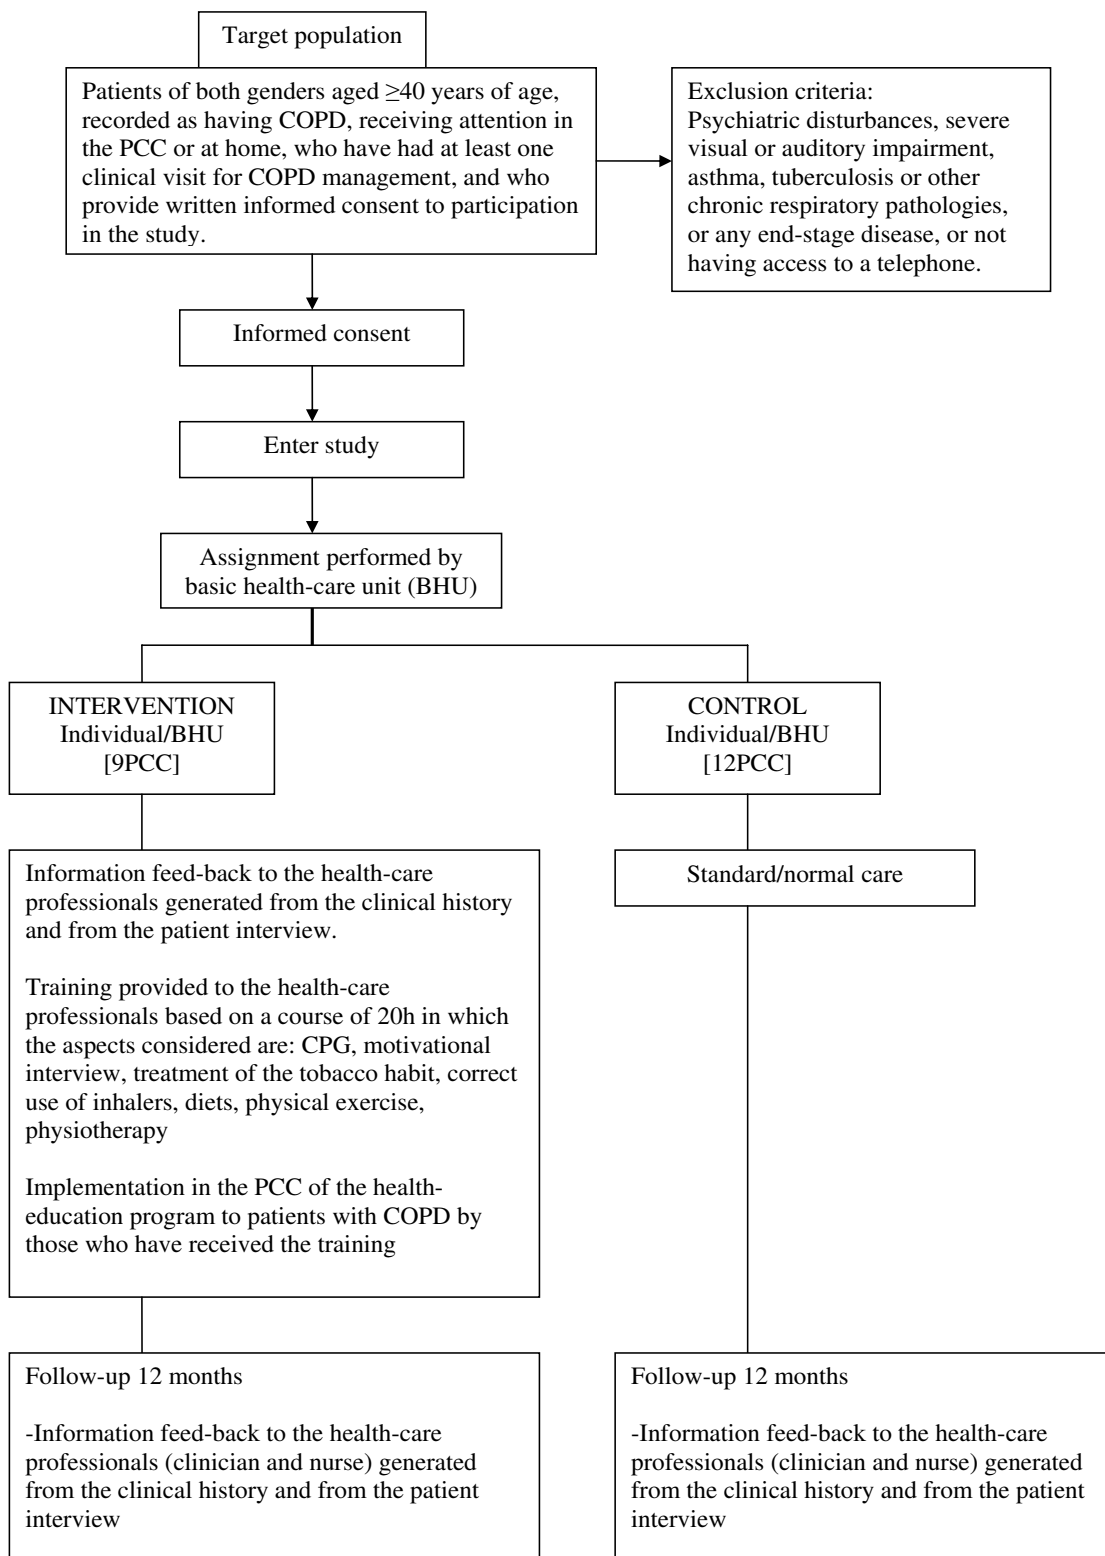 Target population
Patients of both genders aged ≥40 years of age,
recorded as having COPD, receiving attention in
the PCC or at home, who have had at least one
clinical visit for COPD management, and who
provide written informed consent to participation
in the study.
Exclusion criteria:
Psychiatric disturbances, severe
visual or auditory impairment,
asthma, tuberculosis or other
chronic respiratory pathologies,
or any end-stage disease, or not
having access to a telephone.
Informed consent
Enter study
Assignment performed by
basic health-care unit (BHU)
INTERVENTION
Individual/BHU
[9PCC]
CONTROL
Individual/BHU
[12PCC]
Information feed-back to the health-care
professionals generated from the clinical history
and from the patient interview.
Training provided to the health-care
professionals based on a course of 20h in which
the aspects considered are: CPG, motivational
interview, treatment of the tobacco habit, correct
use of inhalers, diets, physical exercise,
physiotherapy
Implementation in the PCC of the health-
education program to patients with COPD by
those who have received the training
Standard/normal care
Follow-up 12 months
-Information feed-back to the health-care
professionals (clinician and nurse) generated
from the clinical history and from the patient
interview
Follow-up 12 months
-Information feed-back to the health-care
professionals (clinician and nurse) generated
from the clinical history and from the patient
interview